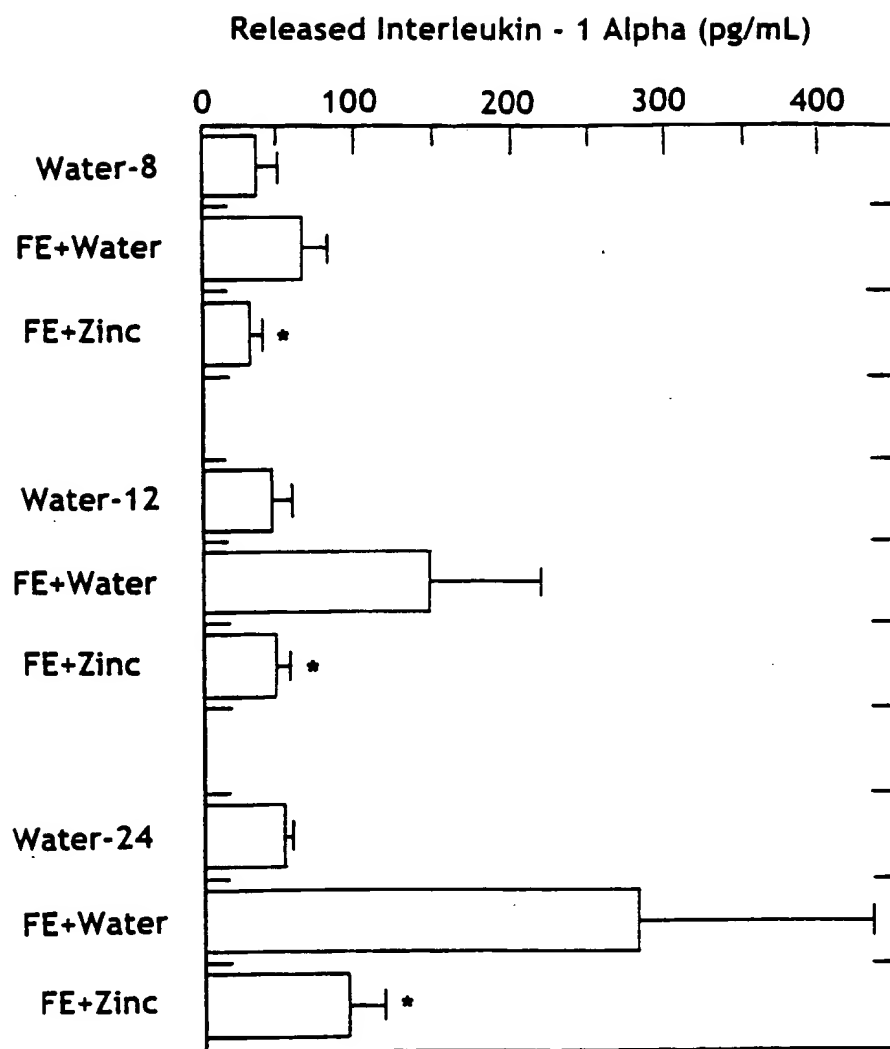 Released Interleukin - 1 Alpha (pg/mL)
0 100 200 300 400
Water-8
FE+Water
FE+Zinc *
Water-12
FE+Water
FE+Zinc *
Water-24
FE+Water
FE+Zinc *